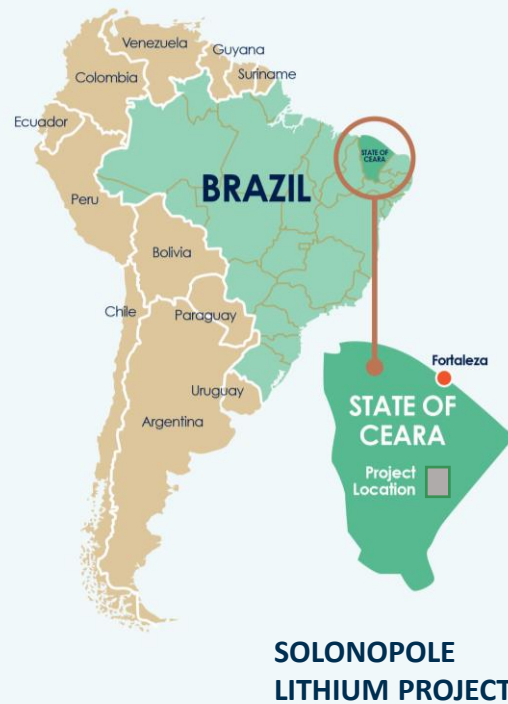 Venezuela
Guyana
Suriname
Colombia
Ecuador
STATE OF
CEARA
BRAZIL
Peru
Bolivia
Chile
Paraguay
Uruguay
Argentina
Fortaleza
STATE OF
CEARA
Project
Location
SOLONOPOLE
LITHIUM PROJECT